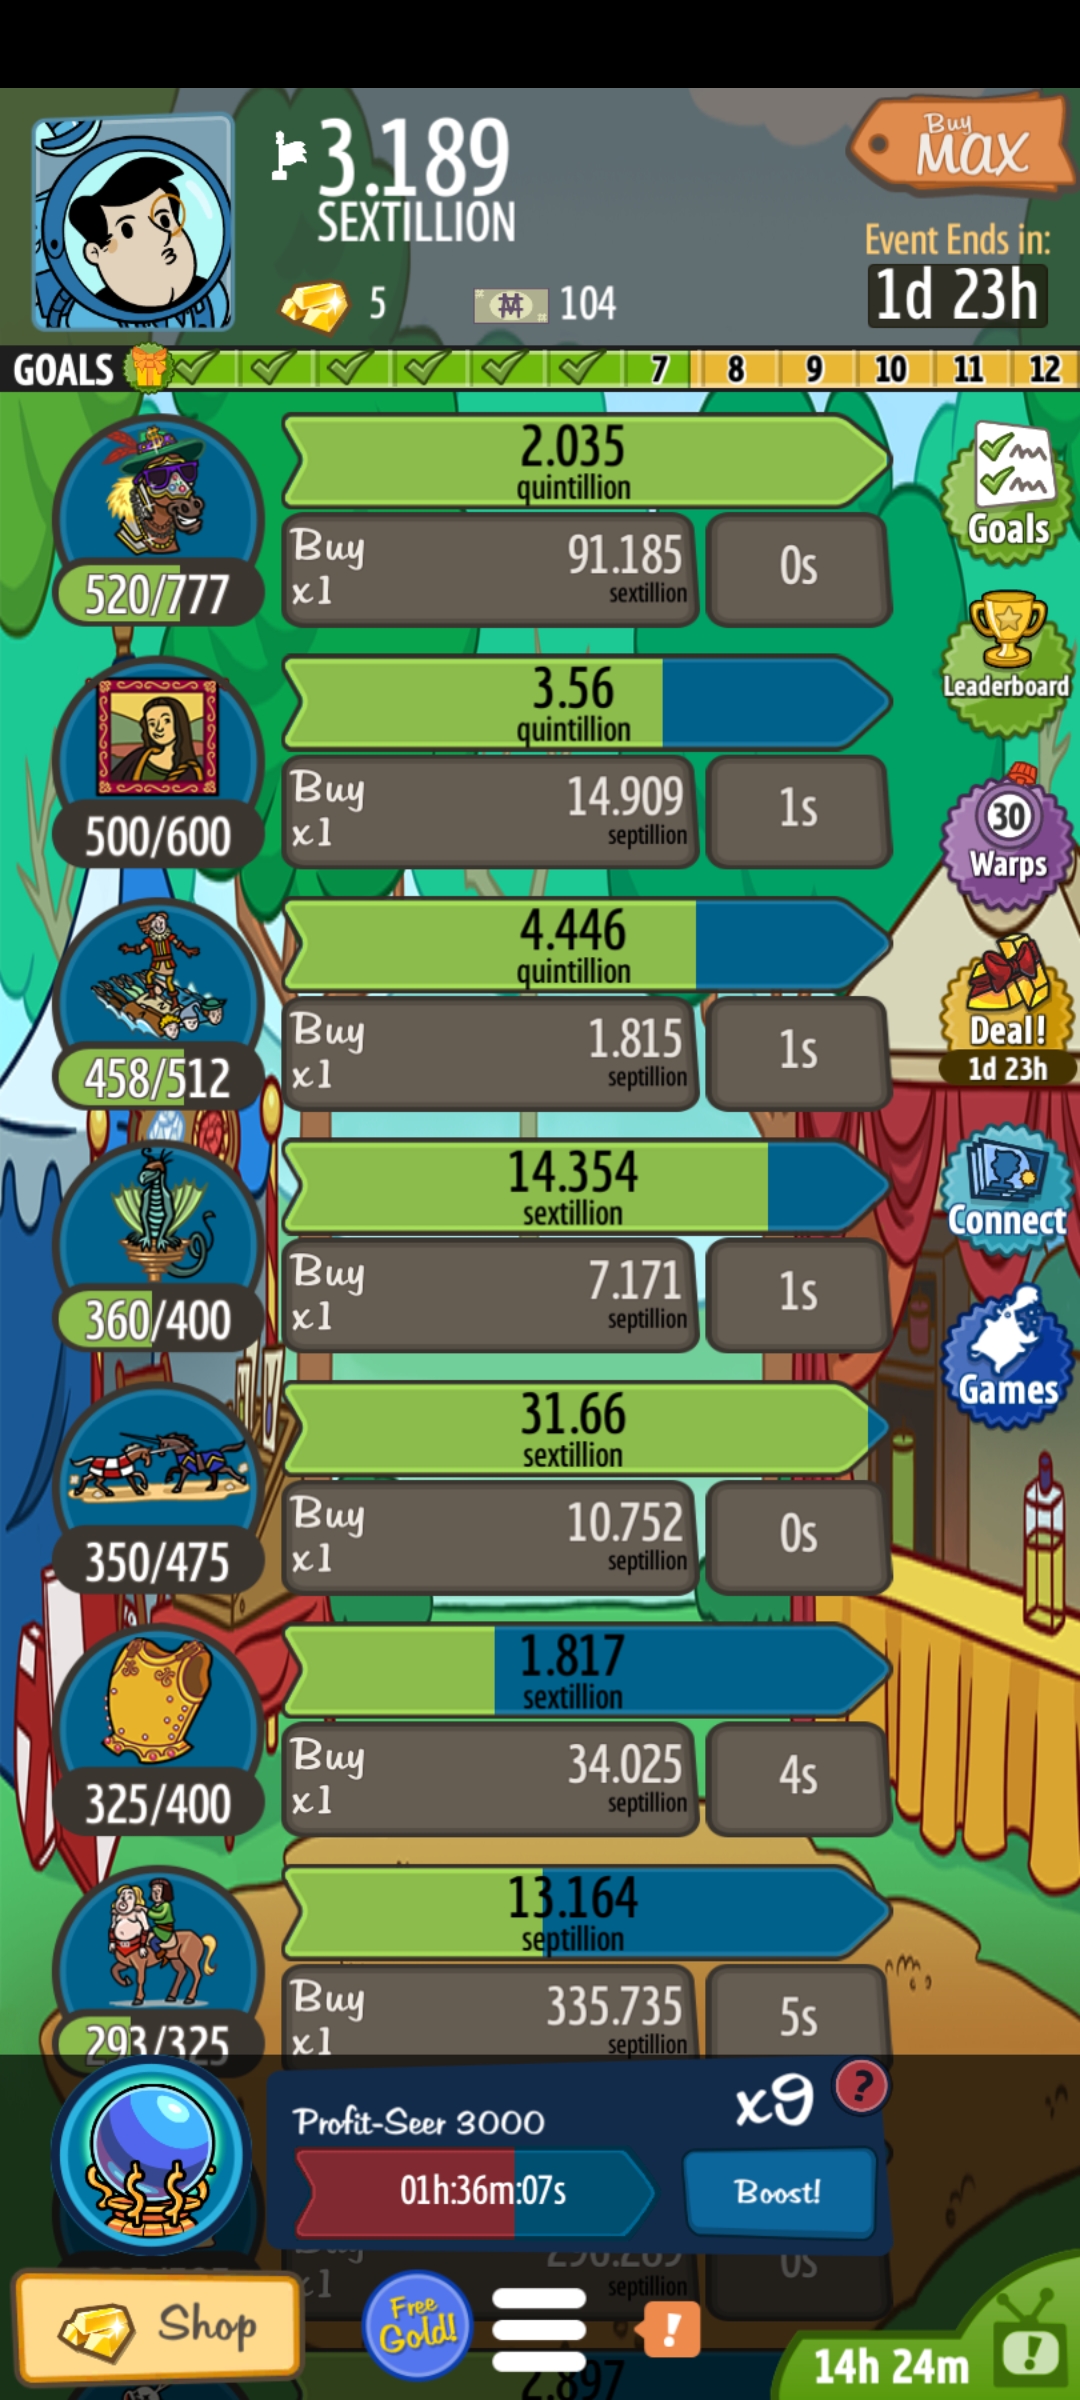 3.189
SEXTILLION
Buy
MAX
Event Ends in:
1d 23h
5
104
GOALS 7 8 9 10 11 12
2.035
quintillion
Buy
x1
91.185
sextillion
0s
520/777
Goals
3.56
quintillion
Buy
x1
14.909
septillion
1s
500/600
Leaderboard
30
Warps
4.446
quintillion
Buy
x1
1.815
septillion
1s
458/512
Deal!
1d 23h
14.354
sextillion
Buy
x1
7.171
septillion
1s
360/400
Connect
31.66
sextillion
Buy
x1
10.752
septillion
0s
350/475
Games
1.817
sextillion
Buy
x1
34.025
septillion
4s
325/400
13.164
septillion
Buy
x1
335.735
septillion
5s
293/325
Profit-Seer 3000
x9
?
01h:36m:07s
Boost!
x1
septillion
0s
Shop
Free
Gold!
!
14h 24m
!
2.897